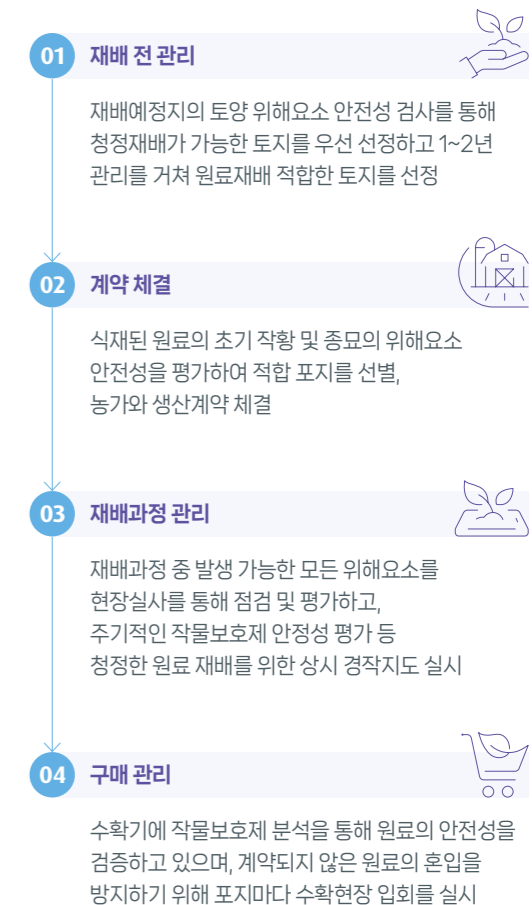 01 재배 전 관리
재배예정지의 토양 위해요소 안전성 검사를 통해
청정재배가 가능한 토지를 우선 선정하고 1~2년
관리를 거쳐 원료재배 적합한 토지를 선정
02 계약 체결
식재된 원료의 초기 작황 및 종묘의 위해요소
안전성을 평가하여 적합 포지를 선별,
농가와 생산계약 체결
03 재배과정 관리
재배과정 중 발생 가능한 모든 위해요소를
현장실사를 통해 점검 및 평가하고,
주기적인 작물보호제 안정성 평가 등
청정한 원료 재배를 위한 상시 경작지도 실시
04 구매 관리
수확기에 작물보호제 분석을 통해 원료의 안전성을
검증하고 있으며, 계약되지 않은 원료의 혼입을
방지하기 위해 포지마다 수확현장 입회를 실시